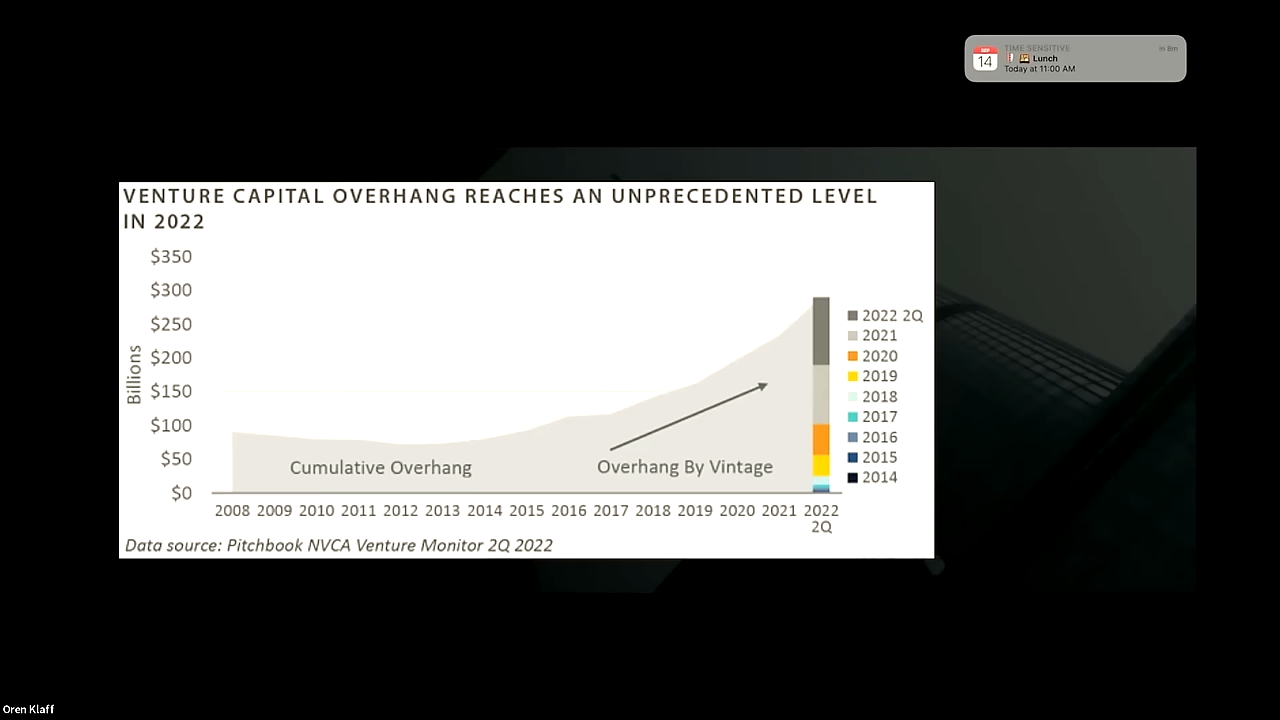 SEP
14
TIME SENSITIVE
in 8m
Lunch
Today at 11:00 AM
VENTURE CAPITAL OVERHANG REACHES AN UNPRECEDENTED LEVEL
IN 2022
$350
$300
$250
$200
$150
$100
$50
$0
Billions
Cumulative Overhang
Overhang By Vintage
2022 2Q
2021
2020
2019
2018
2017
2016
2015
2014
2008 2009 2010 2011 2012 2013 2014 2015 2016 2017 2018 2019 2020 2021 2022
2Q
Data source: Pitchbook NVCA Venture Monitor 2Q 2022
Oren Klaff